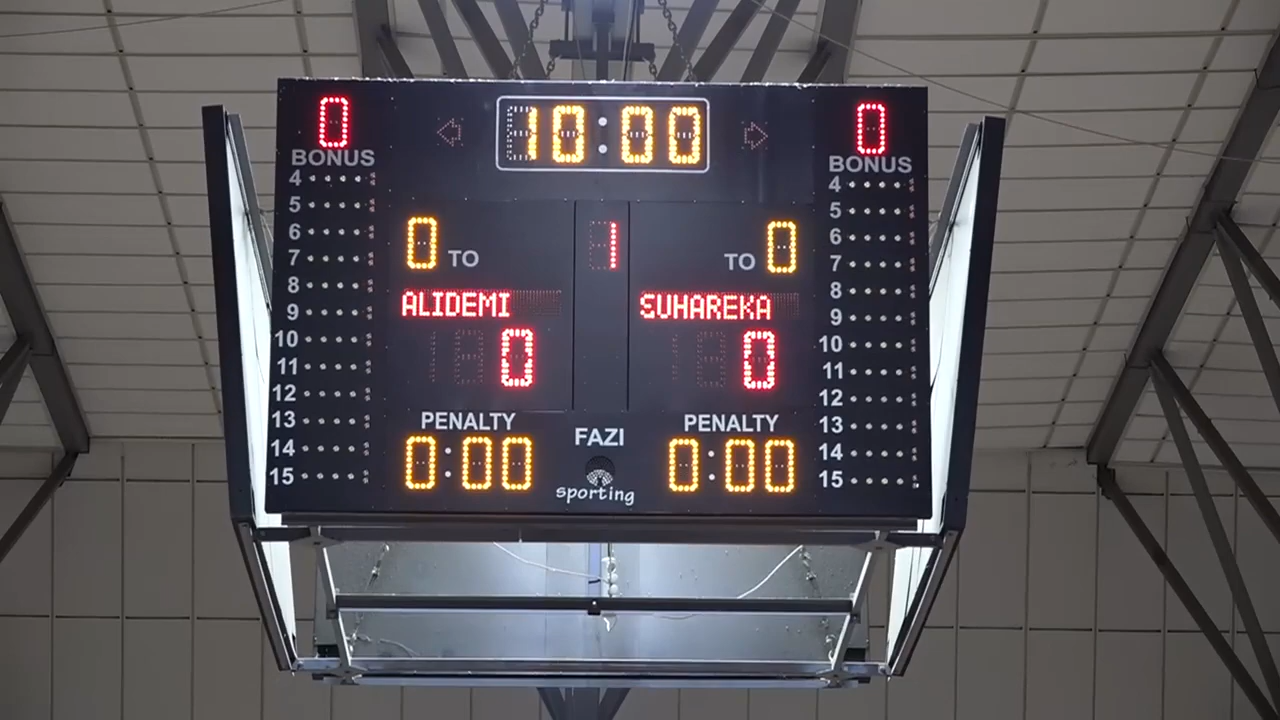 0 10:00 0
BONUS BONUS
4 4
5 5
6 6
7 7
8 8
9 9
10 10
11 11
12 12
13 13
14 14
15 15
0 TO 1 TO 0
ALIDEMI SUHAREKA
0 0
PENALTY PENALTY
FAZI
0:00 0:00
sporting